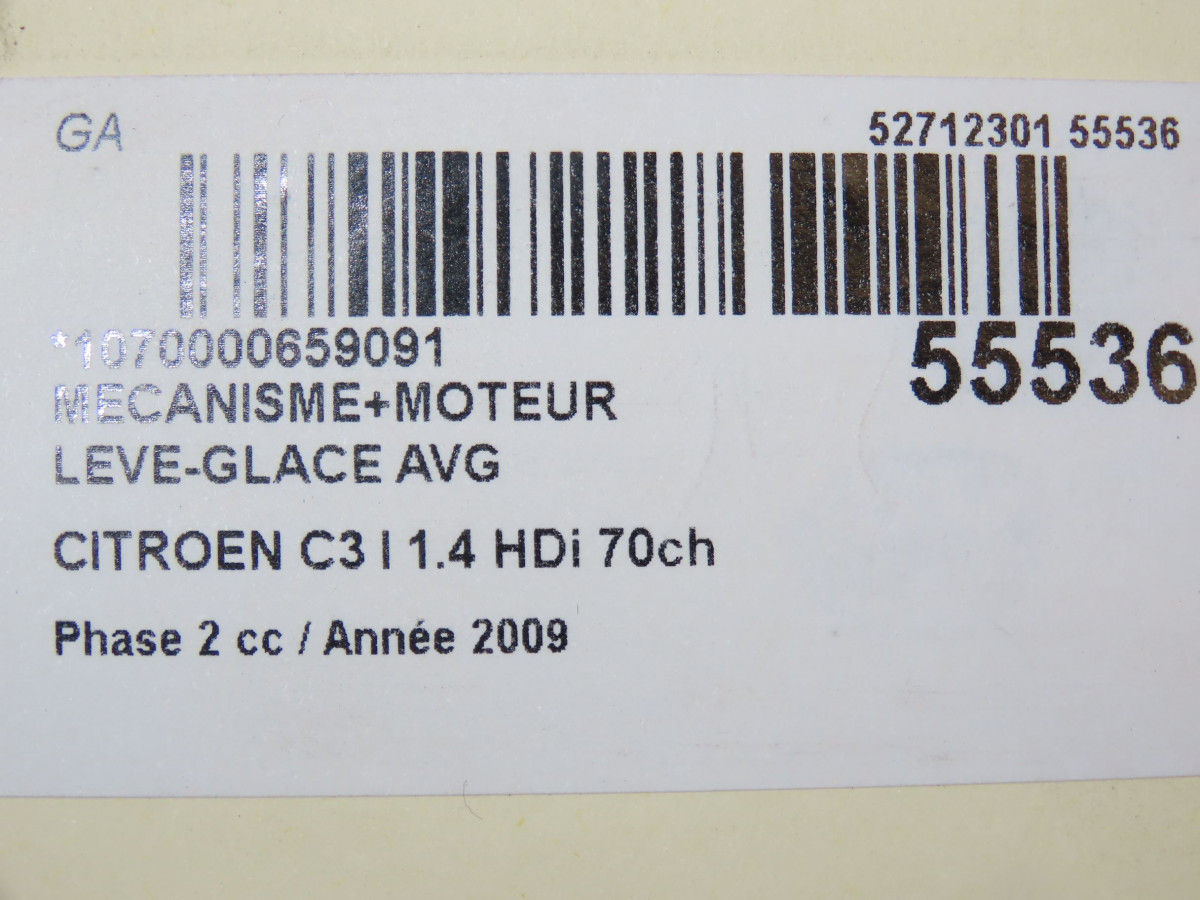 GA
52712301 55536
*1070000659091
55536
MECANISME+MOTEUR
LEVE-GLACE AVG
CITROEN C3 I 1.4 HDi 70ch
Phase 2 cc / Année 2009